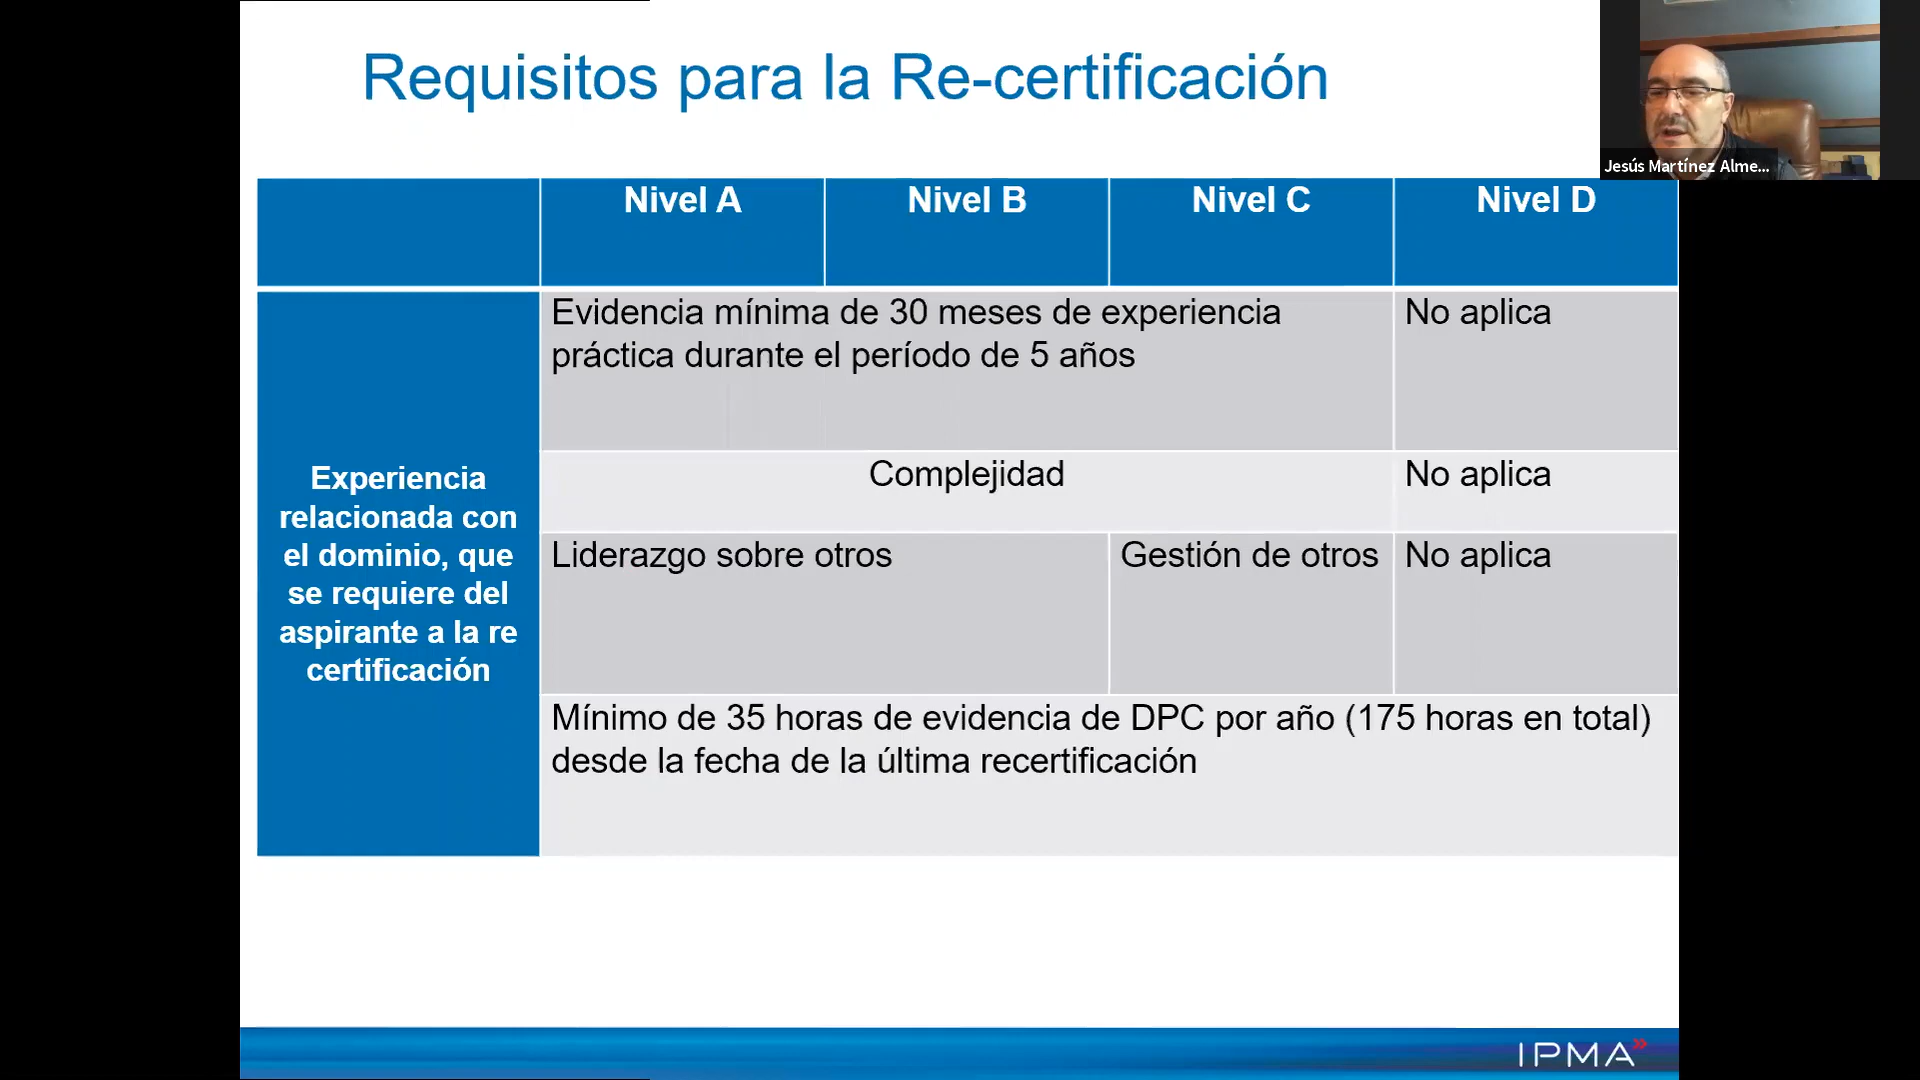 Requisitos para la Re-certificación
Jesús Martínez Alme...
Nivel A
Nivel B
Nivel C
Nivel D
Experiencia
relacionada con
el dominio, que
se requiere del
aspirante a la re
certificación
Evidencia mínima de 30 meses de experiencia
práctica durante el período de 5 años
No aplica
Complejidad
No aplica
Liderazgo sobre otros
Gestión de otros
No aplica
Mínimo de 35 horas de evidencia de DPC por año (175 horas en total)
desde la fecha de la última recertificación
IPMA